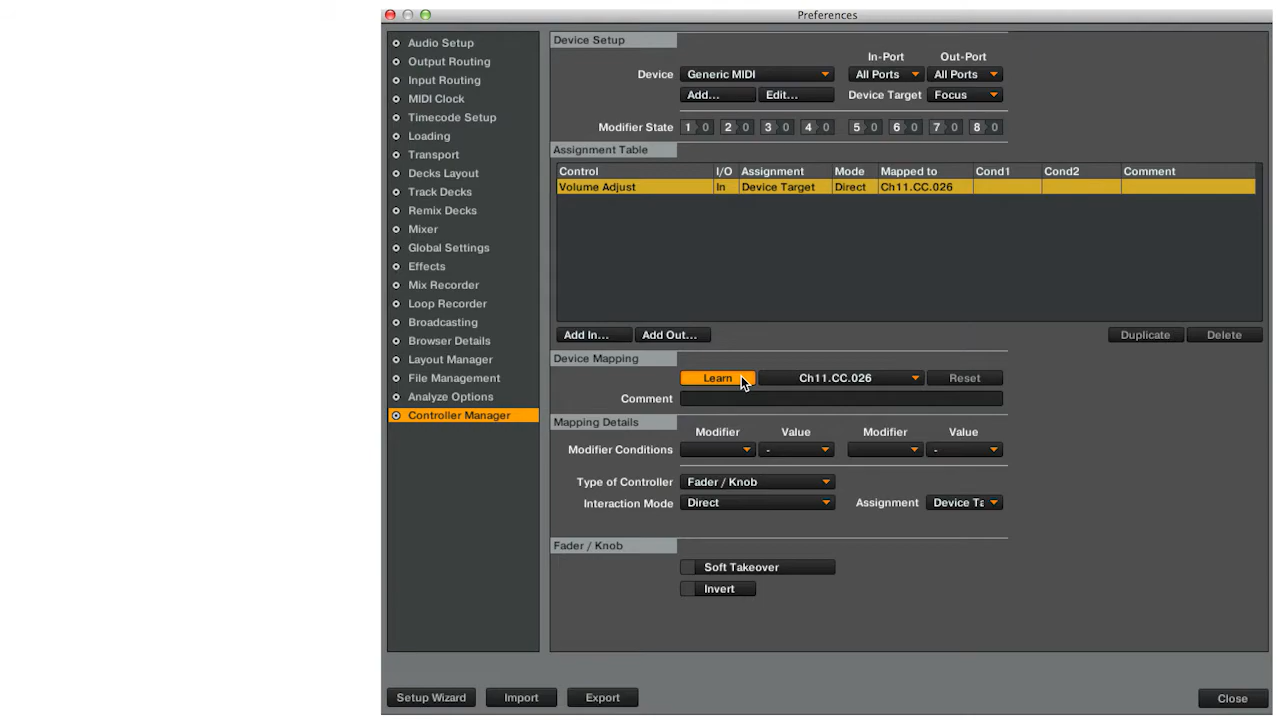 Preferences
Audio Setup
Output Routing
Input Routing
MIDI Clock
Timecode Setup
Loading
Transport
Decks Layout
Track Decks
Remix Decks
Mixer
Global Settings
Effects
Mix Recorder
Loop Recorder
Broadcasting
Browser Details
Layout Manager
File Management
Analyze Options
Controller Manager
Device Setup
In-Port Out-Port
Device Generic MIDI All Ports All Ports
Add... Edit... Device Target Focus
Modifier State 1 0 2 0 3 0 4 0 5 0 6 0 7 0 8 0
Assignment Table
Control I/O Assignment Mode Mapped to Cond1 Cond2 Comment
Volume Adjust In Device Target Direct Ch11.CC.026
Add In... Add Out... Duplicate Delete
Device Mapping
Learn Ch11.CC.026 Reset
Comment
Mapping Details
Modifier Value Modifier Value
Modifier Conditions - -
Type of Controller Fader / Knob
Interaction Mode Direct Assignment Device Ta
Fader / Knob
Soft Takeover
Invert
Setup Wizard Import Export Close